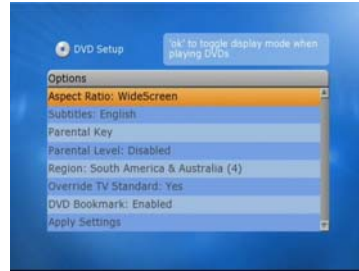 DVD Setup
'ok' to toggle display mode when
playing DVDs
Options
Aspect Ratio: WideScreen
Subtitles: English
Parental Key
Parental Level: Disabled
Region: South America & Australia (4)
Override TV Standard: Yes
DVD Bookmark: Enabled
Apply Settings